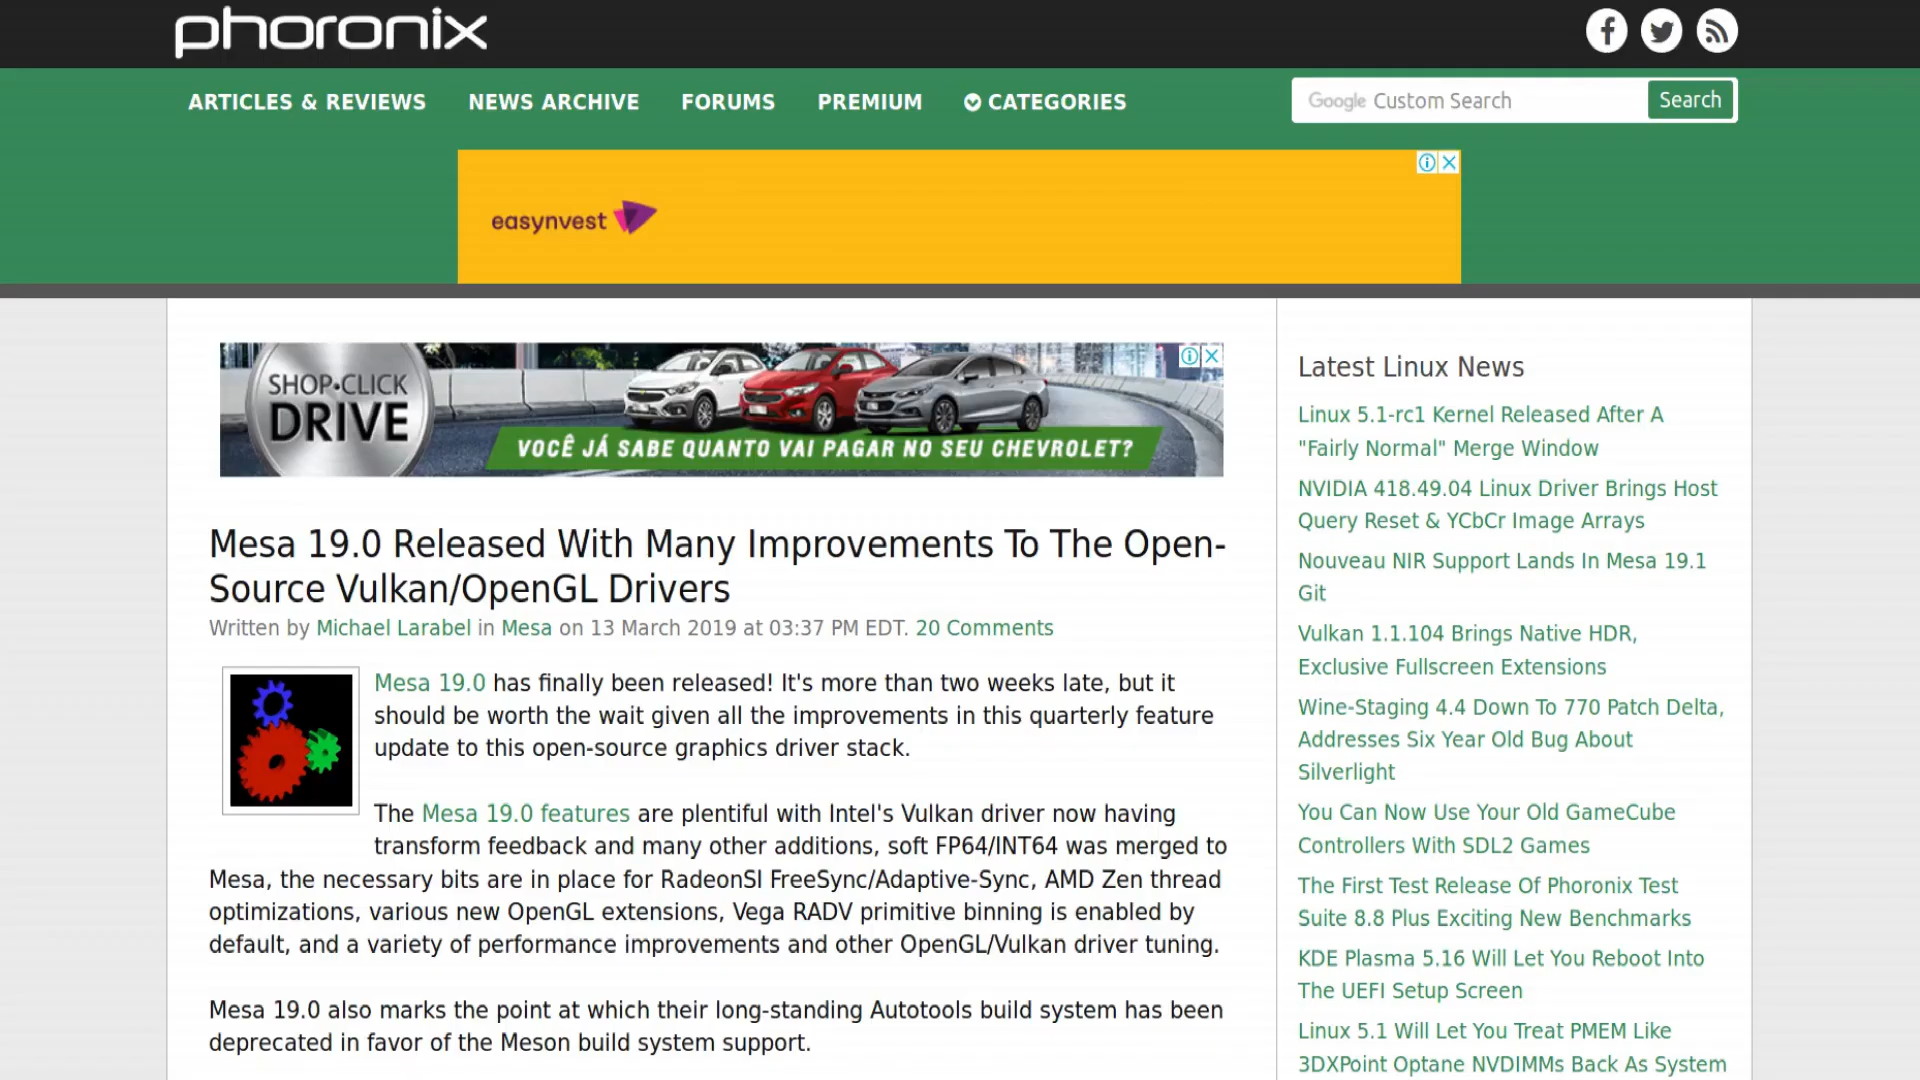 phoronix
ARTICLES & REVIEWS
NEWS ARCHIVE
FORUMS
PREMIUM
CATEGORIES
Google Custom Search
Search
easynvest
SHOP•CLICK
DRIVE
VOCÊ JÁ SABE QUANTO VAI PAGAR NO SEU CHEVROLET?
Mesa 19.0 Released With Many Improvements To The Open-
Source Vulkan/OpenGL Drivers
Written by Michael Larabel in Mesa on 13 March 2019 at 03:37 PM EDT. 20 Comments
Mesa 19.0 has finally been released! It's more than two weeks late, but it
should be worth the wait given all the improvements in this quarterly feature
update to this open-source graphics driver stack.
The Mesa 19.0 features are plentiful with Intel's Vulkan driver now having
transform feedback and many other additions, soft FP64/INT64 was merged to
Mesa, the necessary bits are in place for RadeonSI FreeSync/Adaptive-Sync, AMD Zen thread
optimizations, various new OpenGL extensions, Vega RADV primitive binning is enabled by
default, and a variety of performance improvements and other OpenGL/Vulkan driver tuning.
Mesa 19.0 also marks the point at which their long-standing Autotools build system has been
deprecated in favor of the Meson build system support.
Latest Linux News
Linux 5.1-rc1 Kernel Released After A
"Fairly Normal" Merge Window
NVIDIA 418.49.04 Linux Driver Brings Host
Query Reset & YCbCr Image Arrays
Nouveau NIR Support Lands In Mesa 19.1
Git
Vulkan 1.1.104 Brings Native HDR,
Exclusive Fullscreen Extensions
Wine-Staging 4.4 Down To 770 Patch Delta,
Addresses Six Year Old Bug About
Silverlight
You Can Now Use Your Old GameCube
Controllers With SDL2 Games
The First Test Release Of Phoronix Test
Suite 8.8 Plus Exciting New Benchmarks
KDE Plasma 5.16 Will Let You Reboot Into
The UEFI Setup Screen
Linux 5.1 Will Let You Treat PMEM Like
3DXPoint Optane NVDIMMs Back As System